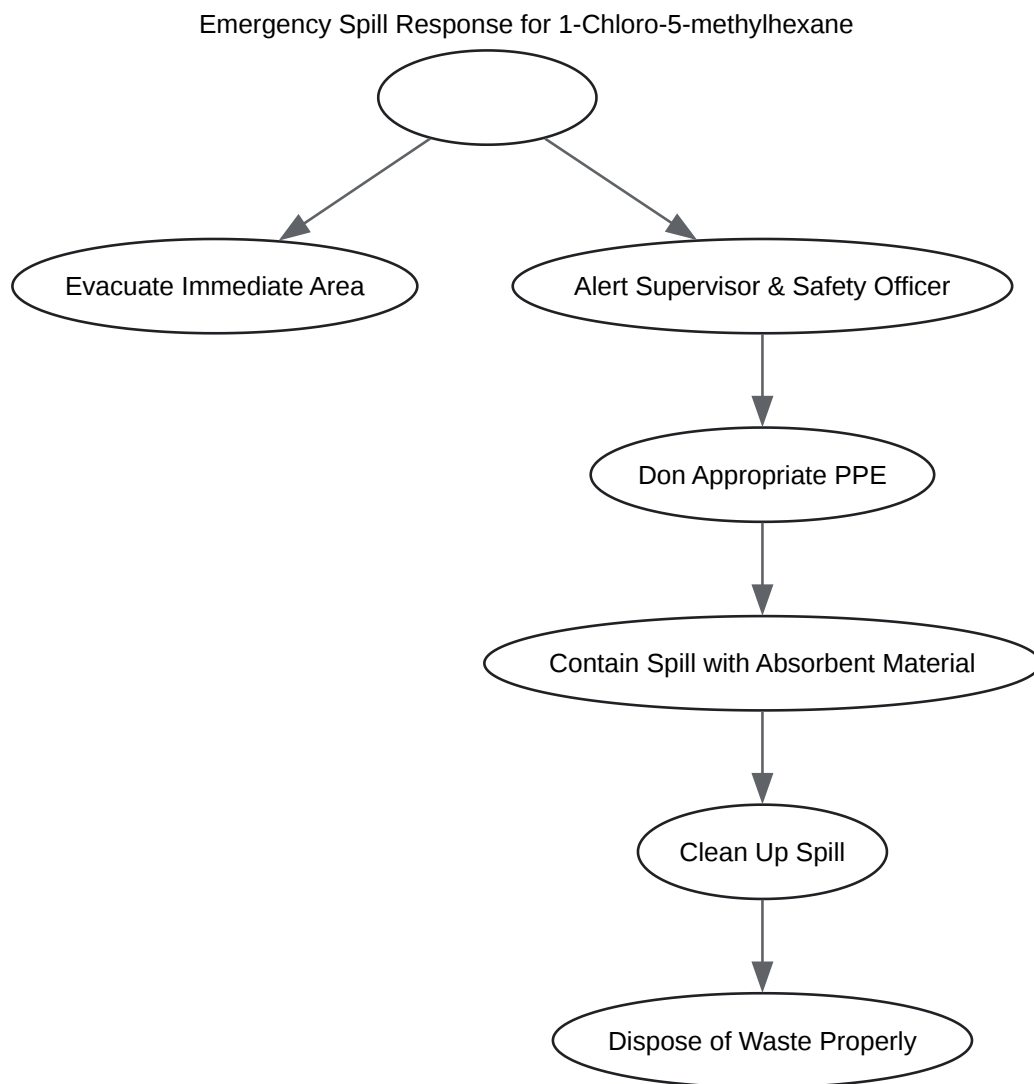 Emergency Spill Response for 1-Chloro-5-methylhexane
Evacuate Immediate Area
Alert Supervisor & Safety Officer
Don Appropriate PPE
Contain Spill with Absorbent Material
Clean Up Spill
Dispose of Waste Properly